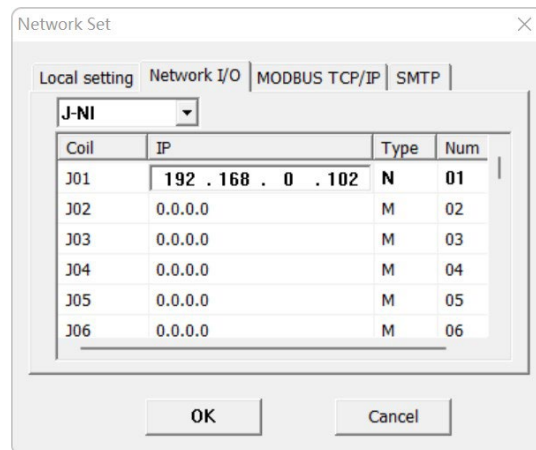 Network Set
Local setting Network I/O MODBUS TCP/IP SMTP
J-NI
Coil IP Type Num
J01 192 . 168 . 0 . 102 N 01
J02 0.0.0.0 M 02
J03 0.0.0.0 M 03
J04 0.0.0.0 M 04
J05 0.0.0.0 M 05
J06 0.0.0.0 M 06
OK Cancel